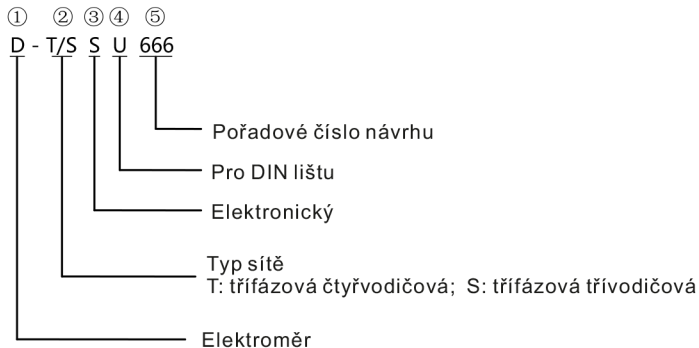 ① ② ③ ④ ⑤
D - T/S S U 666
Pořadové číslo návrhu
Pro DIN lištu
Elektronický
Typ sítě
T: třífázová čtyřvodičová; S: třífázová třívodičová
Elektroměr